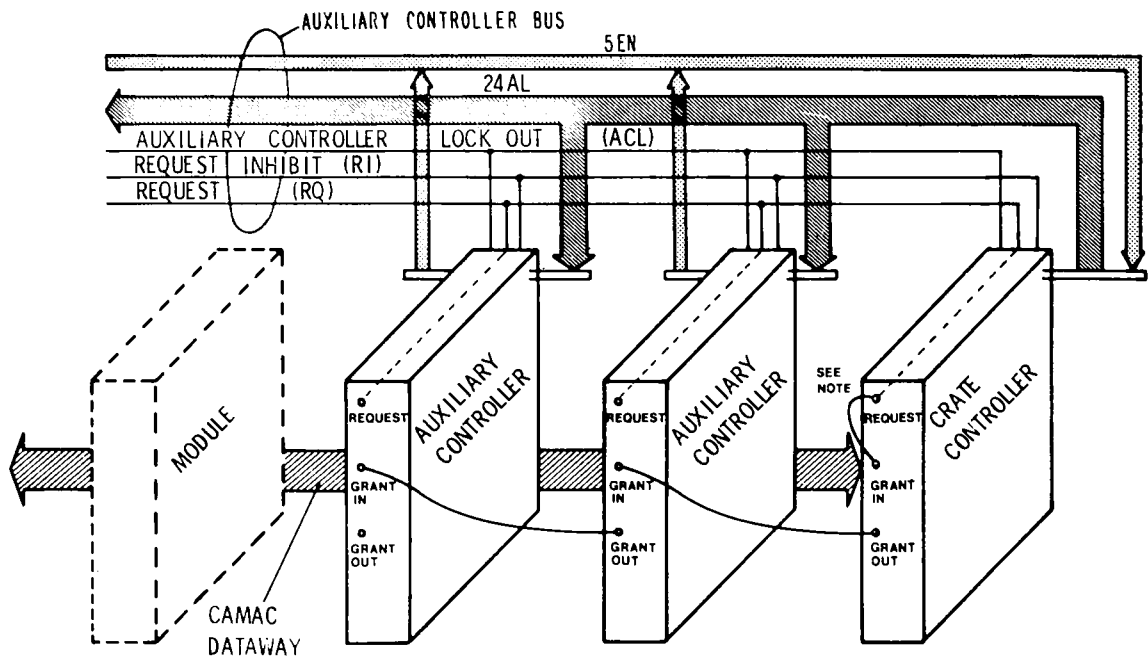 AUXILIARY CONTROLLER BUS
5EN
24AL
AUXILIARY CONTROLLER LOCK OUT (ACL)
REQUEST INHIBIT (RI)
REQUEST (RQ)
MODULE
REQUEST
GRANT
IN
GRANT
OUT
AUXILIARY
CONTROLLER
REQUEST
GRANT
IN
GRANT
OUT
AUXILIARY
CONTROLLER
SEE
NOTE
REQUEST
GRANT
IN
GRANT
OUT
CRATE
CONTROLLER
CAMAC
DATAWAY